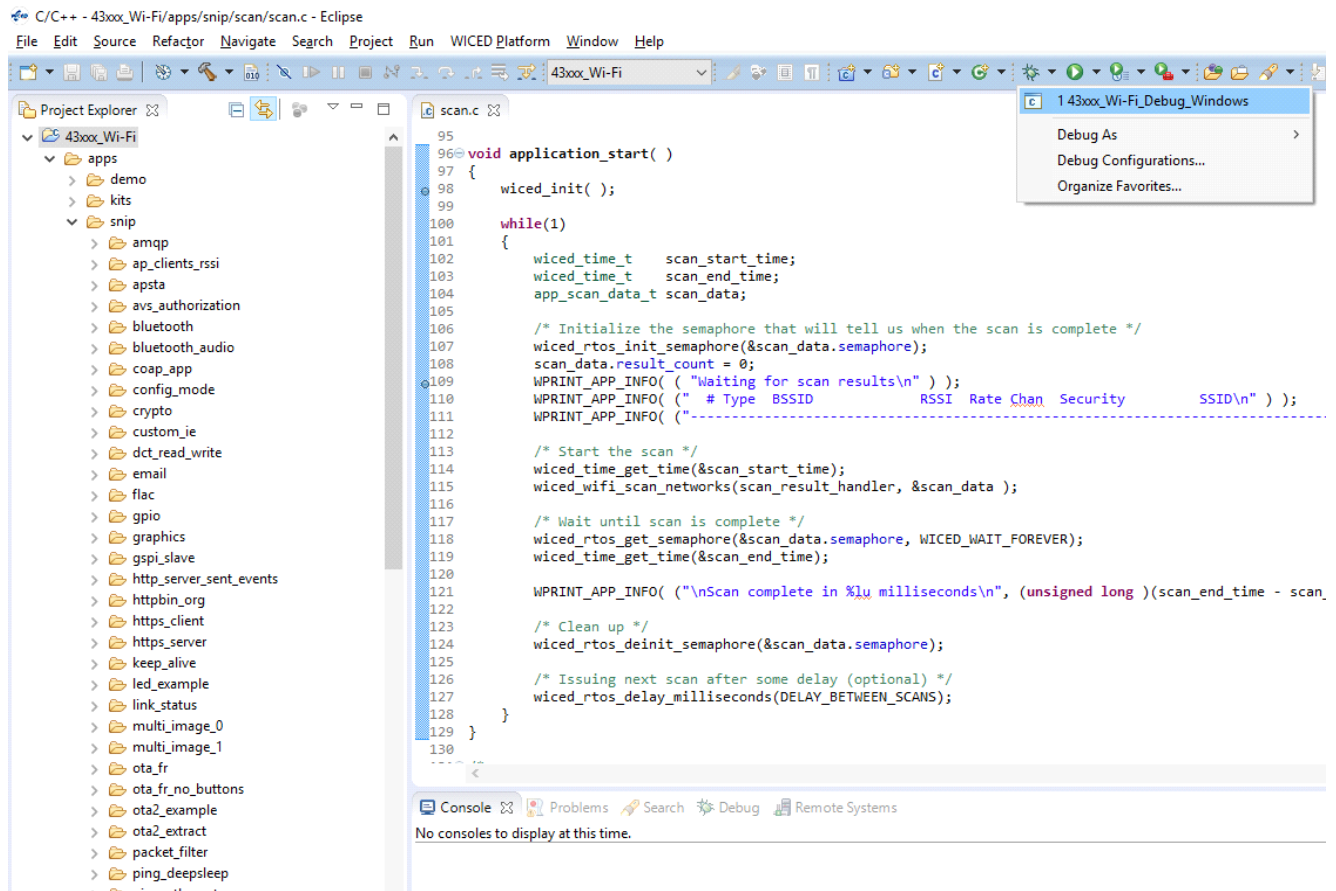 C/C++ - 43xxx_Wi-Fi/apps/snip/scan/scan.c - Eclipse
File Edit Source Refactor Navigate Search Project Run WICED Platform Window Help
43xxx_Wi-Fi
Project Explorer
43xxx_Wi-Fi
apps
demo
kits
snip
amqp
ap_clients_rssi
apsta
avs_authorization
bluetooth
bluetooth_audio
coap_app
config_mode
crypto
custom_ie
dct_read_write
email
flac
gpio
graphics
gspi_slave
http_server_sent_events
httpbin_org
https_client
https_server
keep_alive
led_example
link_status
multi_image_0
multi_image_1
ota_fr
ota_fr_no_buttons
ota2_example
ota2_extract
packet_filter
ping_deepsleep
scan.c
95
96 void application_start( )
97 {
98 wiced_init( );
99
100 while(1)
101 {
102 wiced_time_t scan_start_time;
103 wiced_time_t scan_end_time;
104 app_scan_data_t scan_data;
105
106 /* Initialize the semaphore that will tell us when the scan is complete */
107 wiced_rtos_init_semaphore(&scan_data.semaphore);
108 scan_data.result_count = 0;
109 WPRINT_APP_INFO( ( "Waiting for scan results\n" ) );
110 WPRINT_APP_INFO( (" # Type BSSID RSSI Rate Chan Security SSID\n" ) );
111 WPRINT_APP_INFO( ("----------------------------------------------------------------------
112
113 /* Start the scan */
114 wiced_time_get_time(&scan_start_time);
115 wiced_wifi_scan_networks(scan_result_handler, &scan_data );
116
117 /* Wait until scan is complete */
118 wiced_rtos_get_semaphore(&scan_data.semaphore, WICED_WAIT_FOREVER);
119 wiced_time_get_time(&scan_end_time);
120
121 WPRINT_APP_INFO( ("\nScan complete in %lu milliseconds\n", (unsigned long )(scan_end_time - scan_
122
123 /* Clean up */
124 wiced_rtos_deinit_semaphore(&scan_data.semaphore);
125
126 /* Issuing next scan after some delay (optional) */
127 wiced_rtos_delay_milliseconds(DELAY_BETWEEN_SCANS);
128 }
129 }
130
1 43xxx_Wi-Fi_Debug_Windows
Debug As
Debug Configurations...
Organize Favorites...
Console Problems Search Debug Remote Systems
No consoles to display at this time.